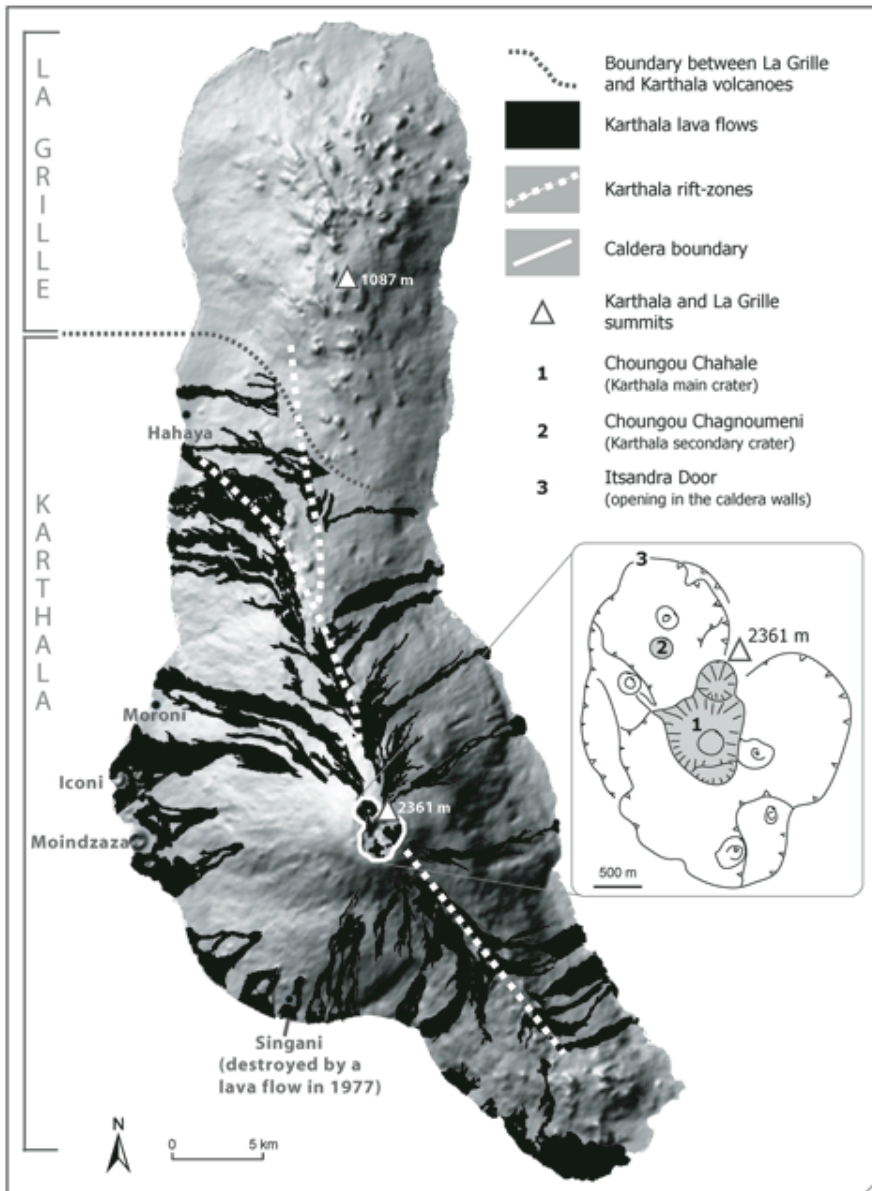 LA GRILLE
KARTHALA
Boundary between La Grille
and Karthala volcanoes
Karthala lava flows
Karthala rift-zones
Caldera boundary
Karthala and La Grille
summits
1
Choungou Chahale
(Karthala main crater)
2
Choungou Chagnoumeni
(Karthala secondary crater)
3
Itsandra Door
(opening in the caldera walls)
1087 m
Hahaya
Moroni
Iconi
Moindzaza
2361 m
Singani
(destroyed by a
lava flow in 1977)
N
0 5 km
3
2
2361 m
1
500 m